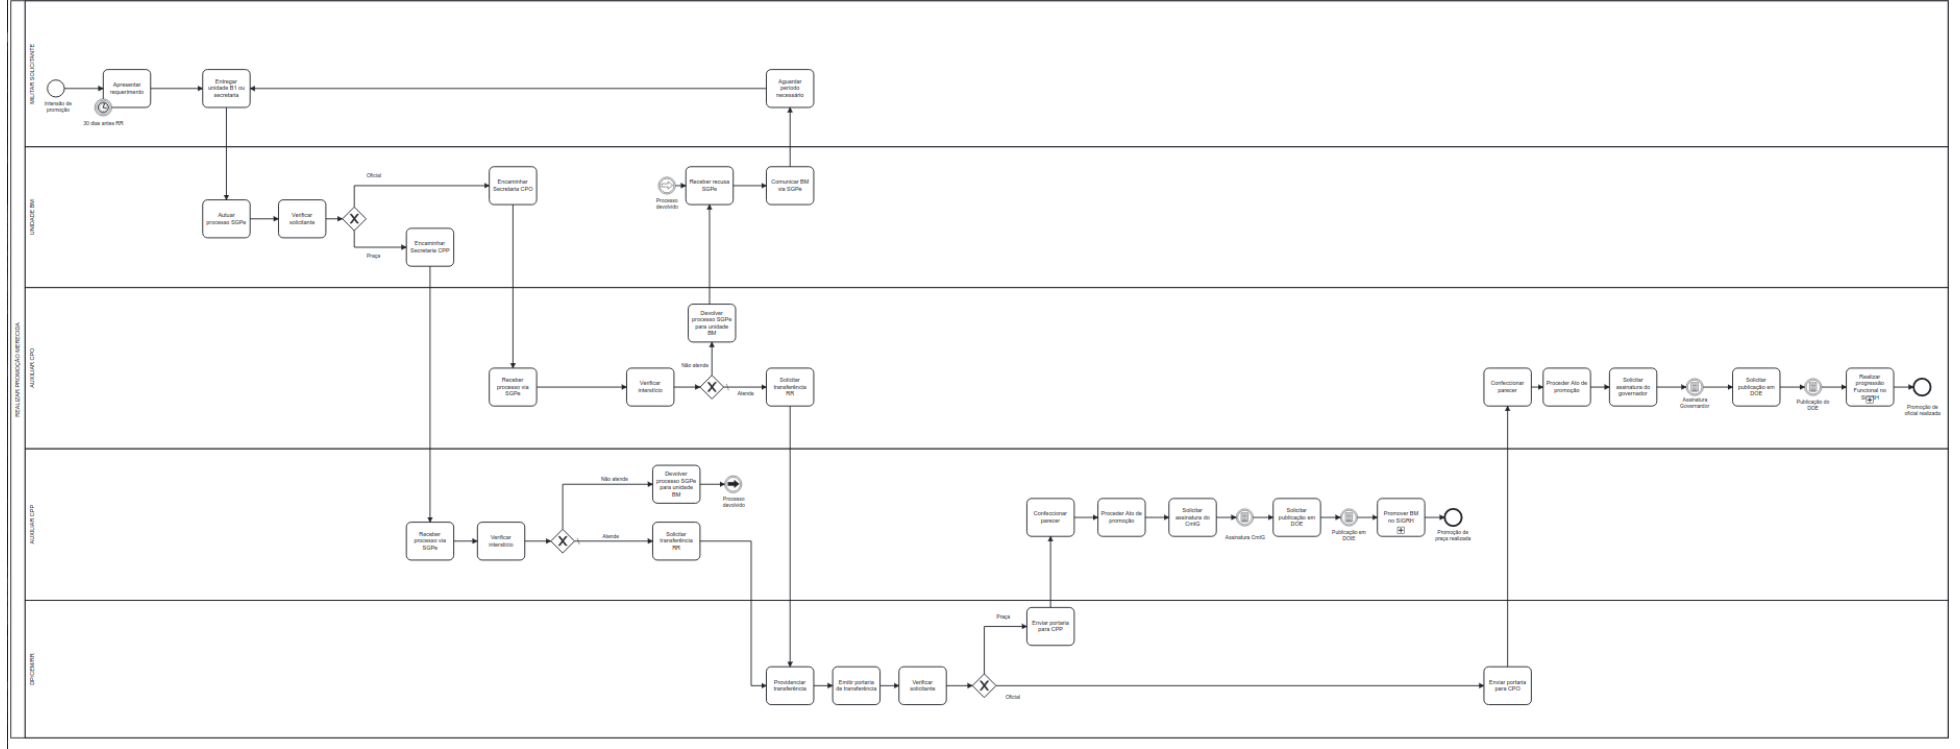 REALIZAR PROMOÇÃO MERECIDA
MILITAR SOLICITANTE
Intensão de
promoção
Apresentar
requerimento
30 dias antes RR
Entregar
unidade B1 ou
secretaria
Aguardar
período
necessário
UNIDADE BM
Autuar
processo SGPe
Verificar
solicitante
Oficial
Praça
Encaminhar
Secretaria CPO
Encaminhar
Secretaria CPP
Processo
devolvido
Receber recusa
SGPe
Comunicar BM
via SGPe
AUXILIAR CPO
Receber
processo via
SGPe
Verificar
interstício
Não atende
Atende
Devolver
processo SGPe
para unidade
BM
Solicitar
transferência
RR
Confeccionar
parecer
Proceder Ato de
promoção
Solicitar
assinatura do
governador
Assinatura
Governardor
Solicitar
publicação em
DOE
Publicação do
DOE
Realizar
progressão
Funcional no
SIGRH
Promoção de
oficial realizada
AUXILIAR CPP
Receber
processo via
SGPe
Verificar
interstício
Não atende
Atende
Devolver
processo SGPe
para unidade
BM
Processo
devolvido
Solicitar
transferência
RR
Confeccionar
parecer
Proceder Ato de
promoção
Solicitar
assinatura do
CmtG
Assinatura CmtG
Solicitar
publicação em
DOE
Publicação em
DOE
Promover BM
no SIGRH
Promoção de
praça realizada
Providenciar
transferência
Emitir portaria
de transferência
Verificar
solicitante
Praça
Oficial
Enviar portaria
para CPP
Enviar portaria
para CPO